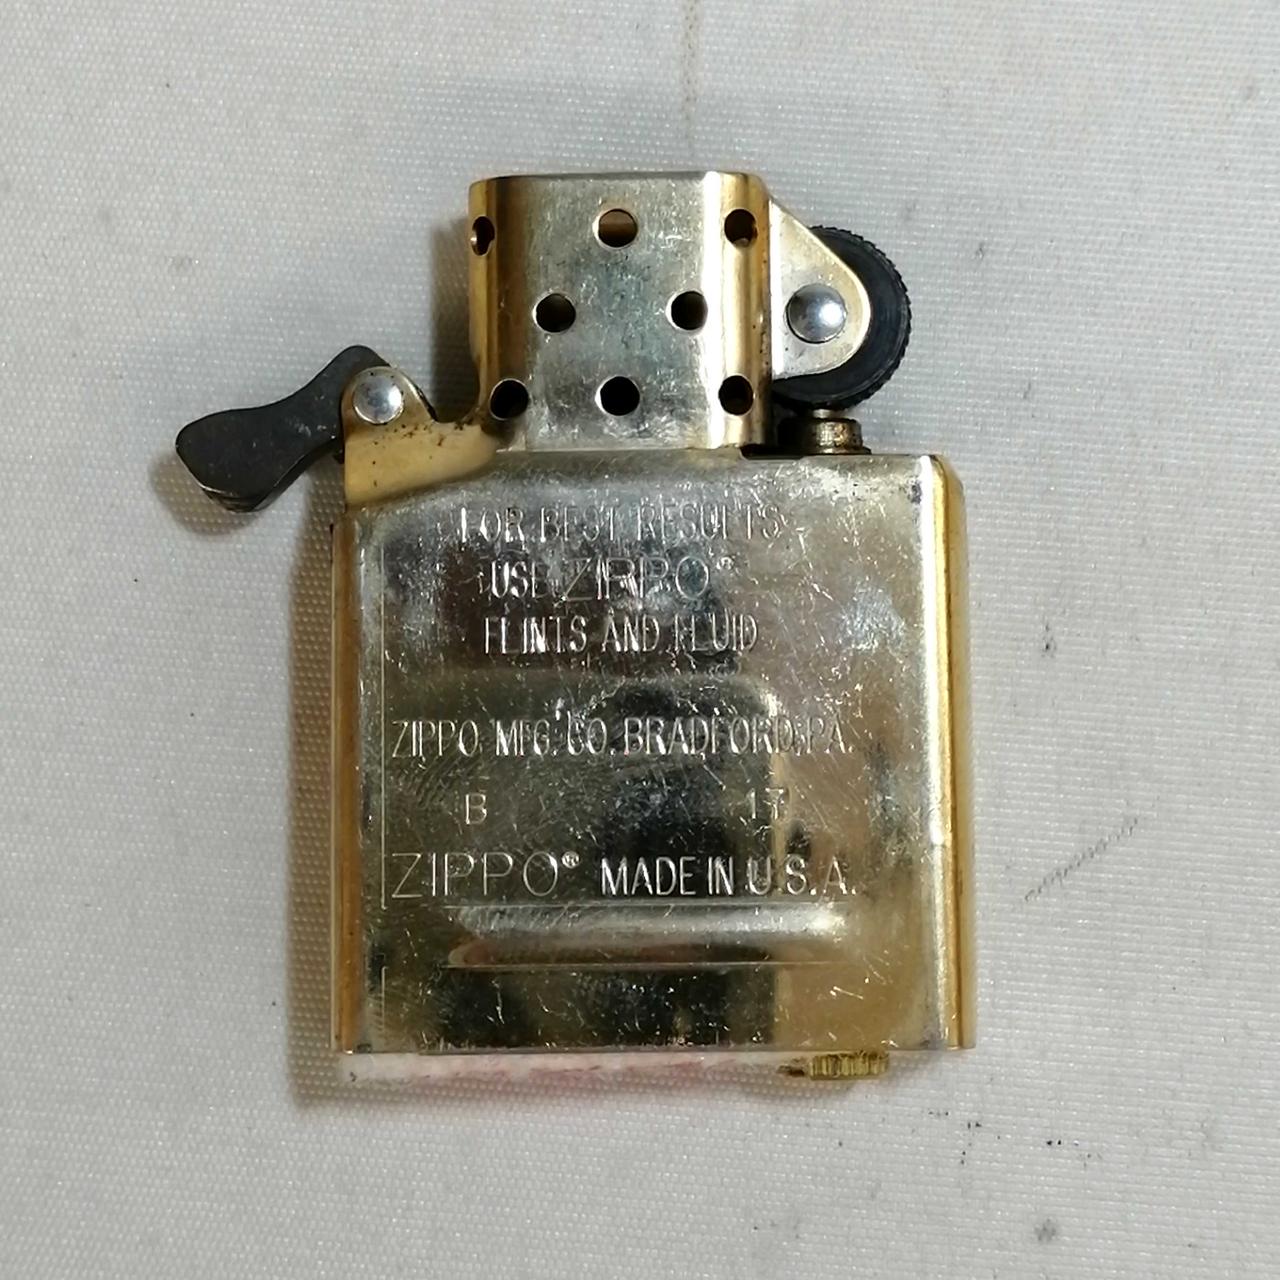 FOR BEST RESULTS
USE ZIPPO®
FLINTS AND FLUID
ZIPPO MFG. CO. BRADFORD, PA.
B 17
ZIPPO® MADE IN U.S.A.